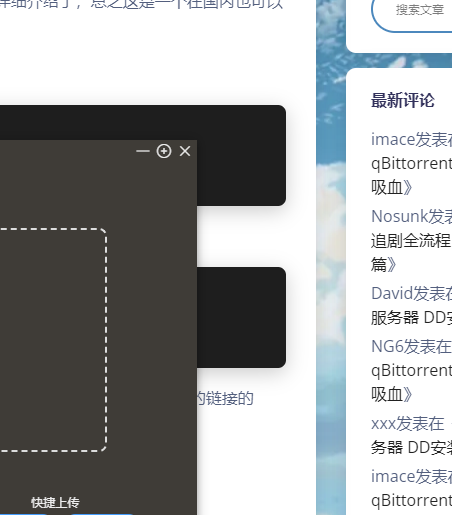 详细介绍了，总之这是一个在国内也可以
搜索文章
最新评论
imace发表在
qBittorrent
吸血》
Nosunk发表
追剧全流程
篇》
David发表在
服务器 DD安
NG6发表在
qBittorrent
吸血》
xxx发表在
务器 DD安装
imace发表在
qBittorrent
的链接的
快捷上传